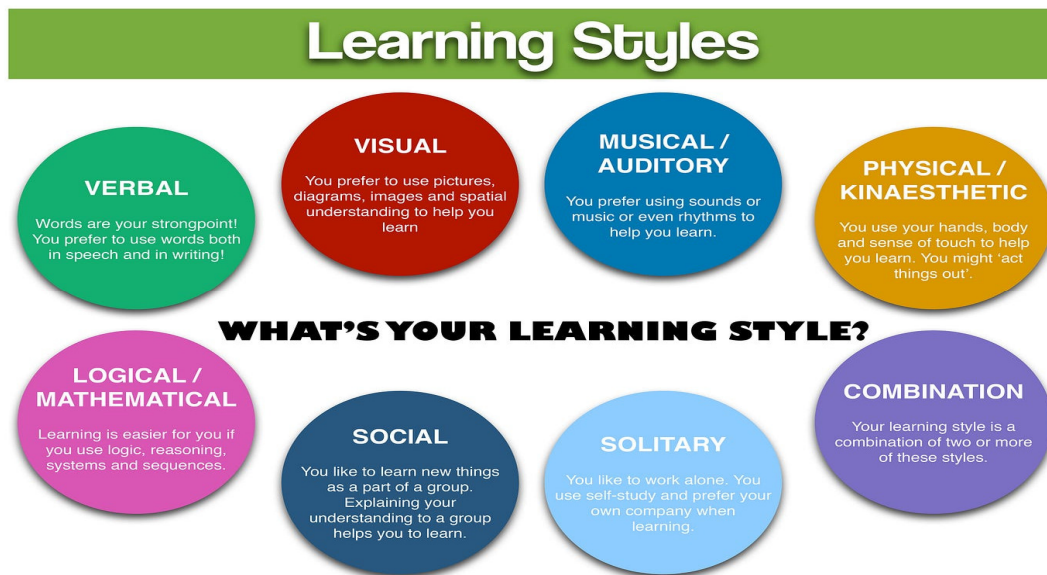 Learning Styles
VERBAL
Words are your strongpoint!
You prefer to use words both
in speech and in writing!
VISUAL
You prefer to use pictures,
diagrams, images and spatial
understanding to help you
learn
MUSICAL /
AUDITORY
You prefer using sounds or
music or even rhythms to
help you learn.
PHYSICAL /
KINAESTHETIC
You use your hands, body
and sense of touch to help
you learn. You might ‘act
things out’.
WHAT’S YOUR LEARNING STYLE?
LOGICAL /
MATHEMATICAL
Learning is easier for you if
you use logic, reasoning,
systems and sequences.
SOCIAL
You like to learn new things
as a part of a group.
Explaining your
understanding to a group
helps you to learn.
SOLITARY
You like to work alone. You
use self-study and prefer your
own company when
learning.
COMBINATION
Your learning style is a
combination of two or more
of these styles.